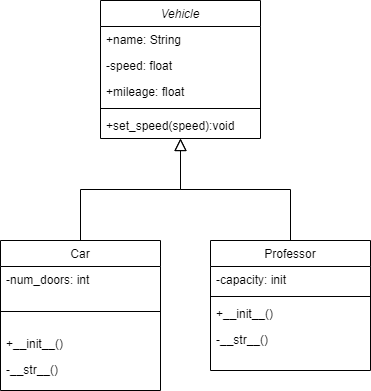 Vehicle
+name: String
-speed: float
+mileage: float
+set_speed(speed):void
Car
-num_doors: int
+__init__()
-__str__()
Professor
-capacity: init
+__init__()
-__str__()